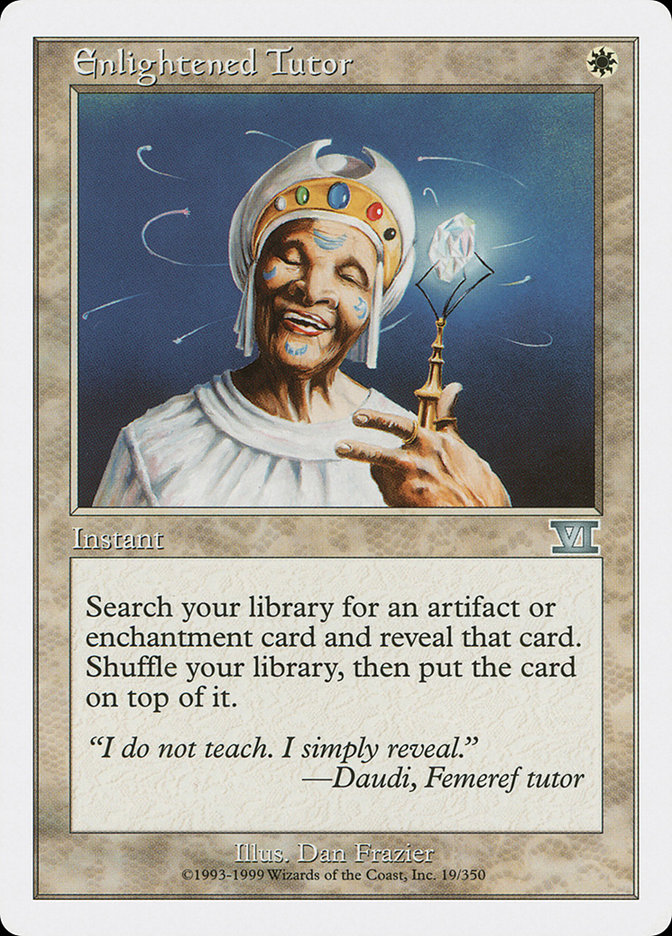 Enlightened Tutor
Instant
VI
Search your library for an artifact or
enchantment card and reveal that card.
Shuffle your library, then put the card
on top of it.
“I do not teach. I simply reveal.”
—Daudi, Femeref tutor
Illus. Dan Frazier
©1993-1999 Wizards of the Coast, Inc. 19/350